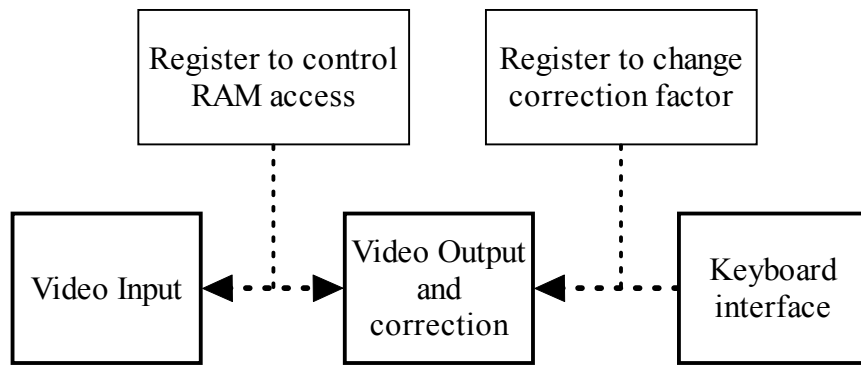 Register to control
RAM access
Register to change
correction factor
Video Input
Video Output
and
correction
Keyboard
interface